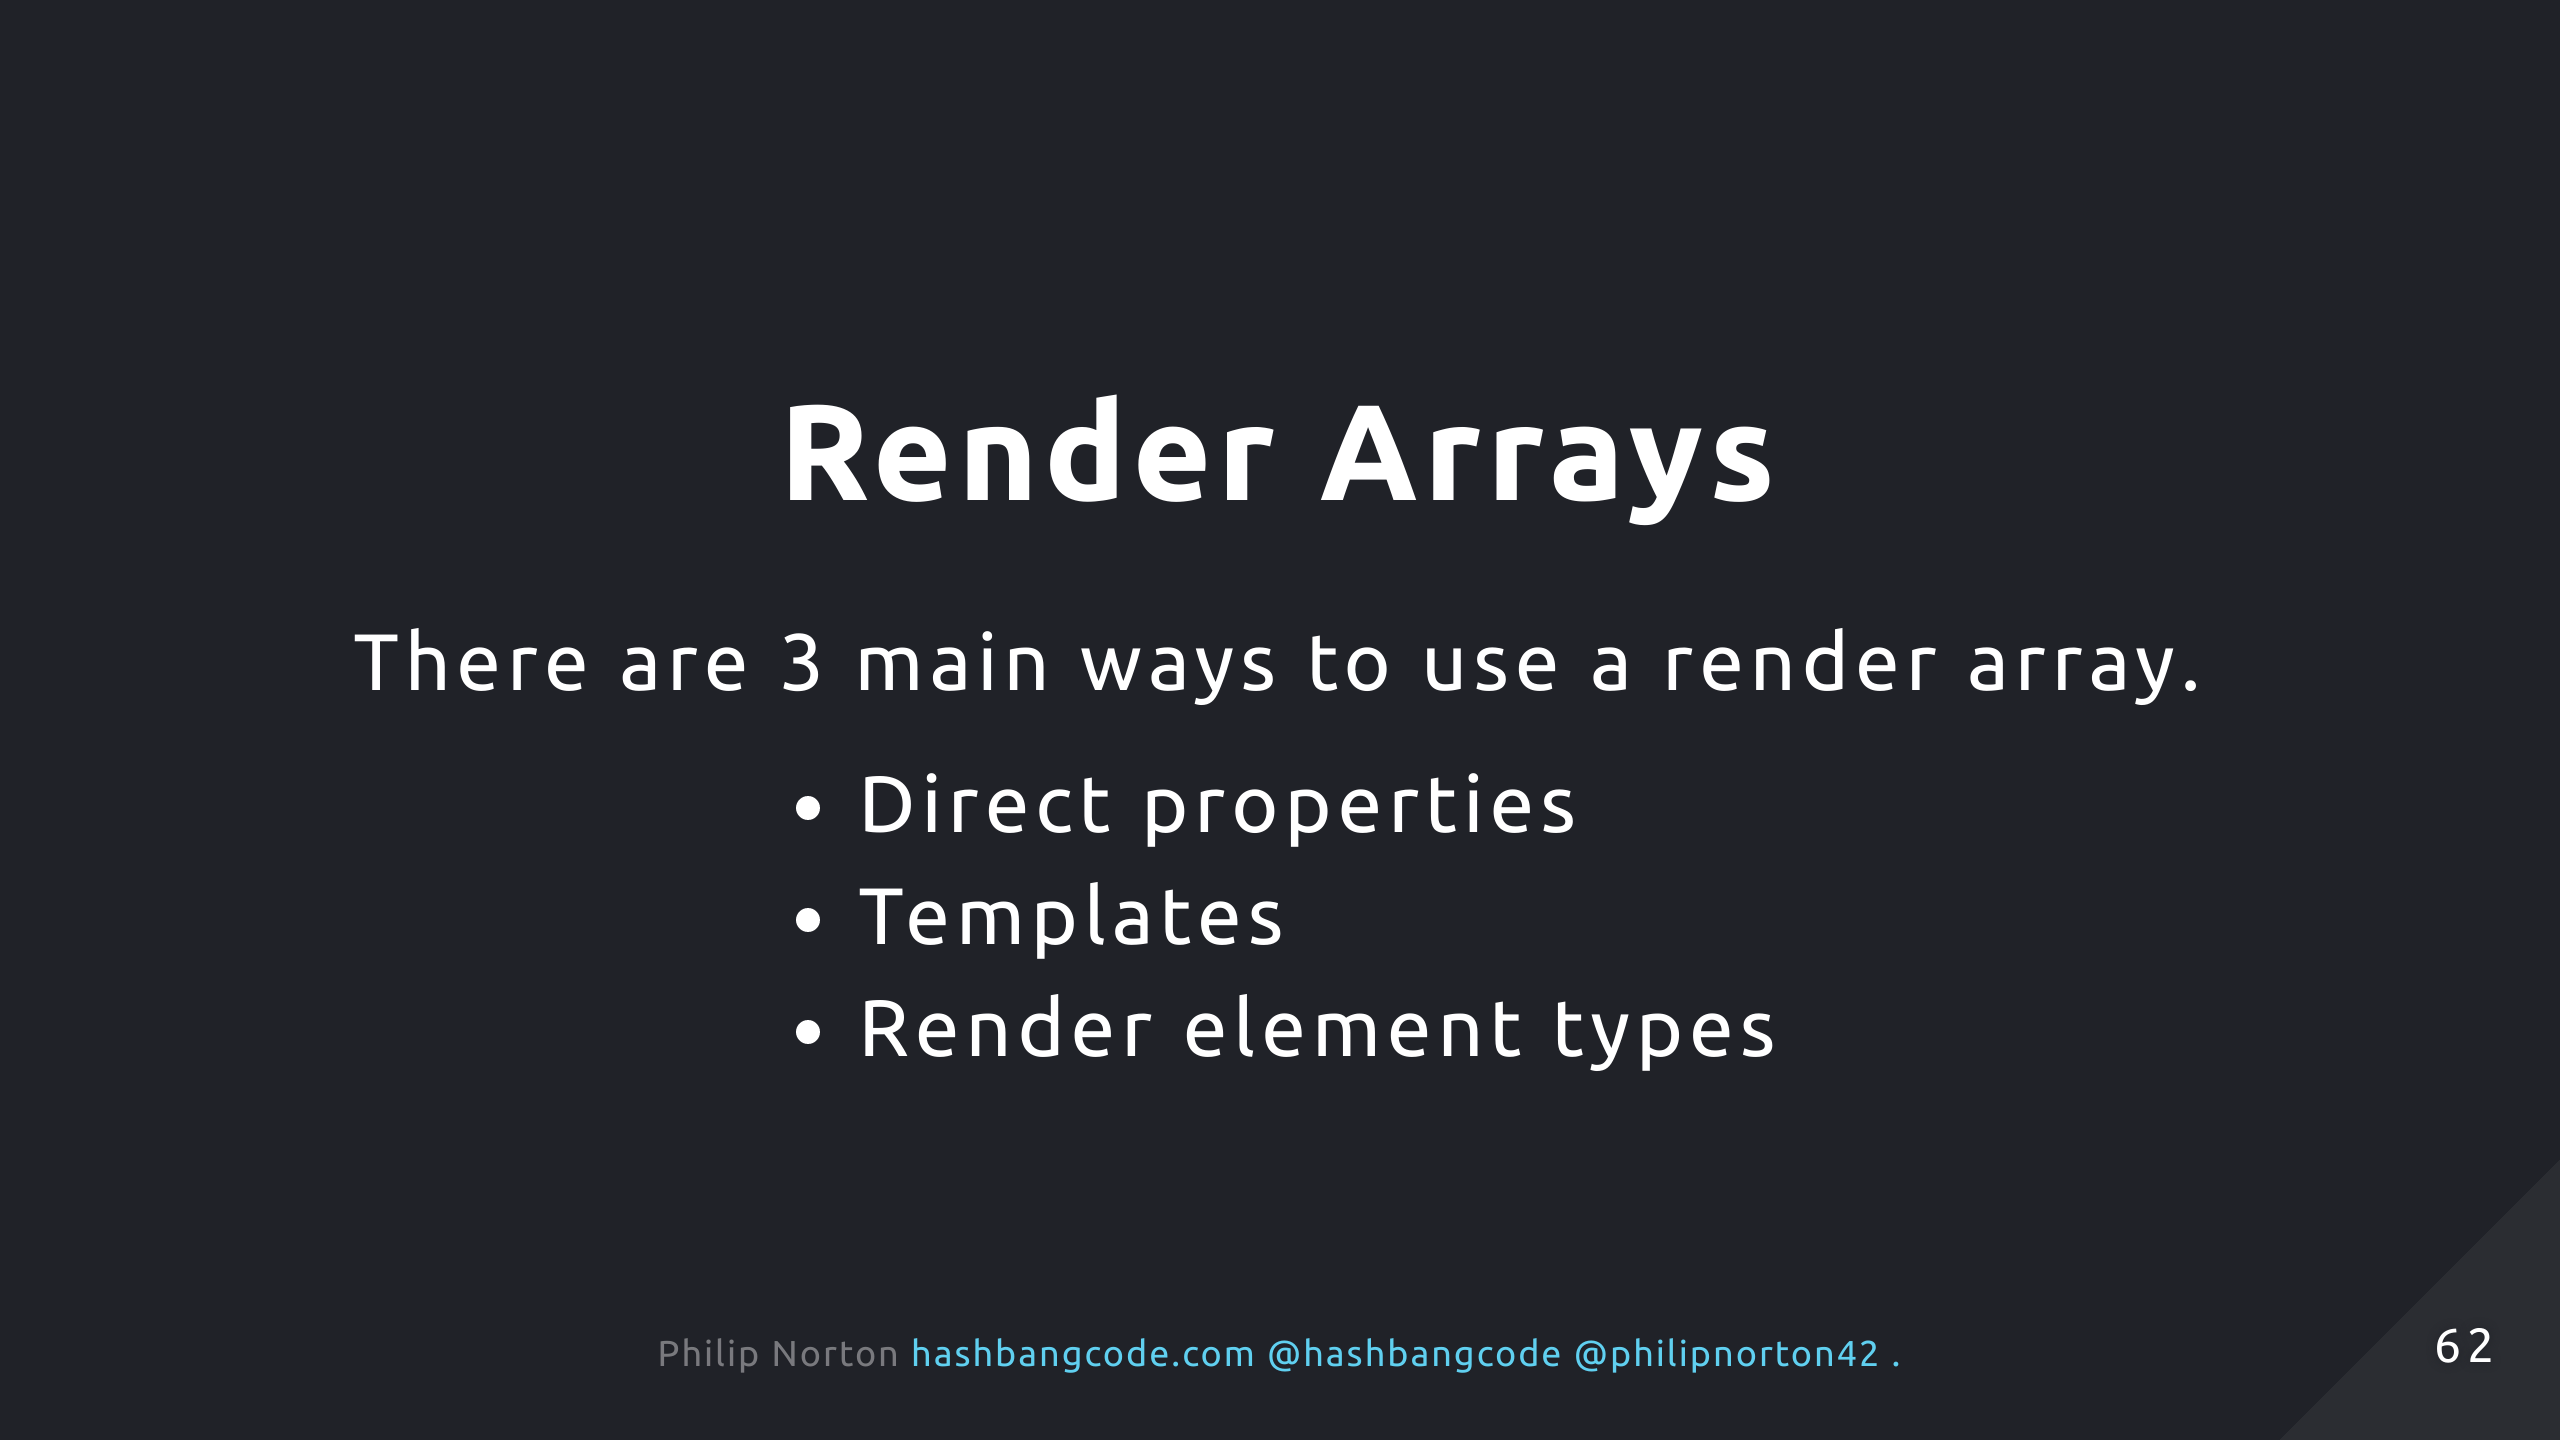 Render Arrays
There are 3 main ways to use a render array.
• Direct properties
• Templates
• Render element types
Philip Norton hashbangcode.com @hashbangcode @philipnorton42 .
62